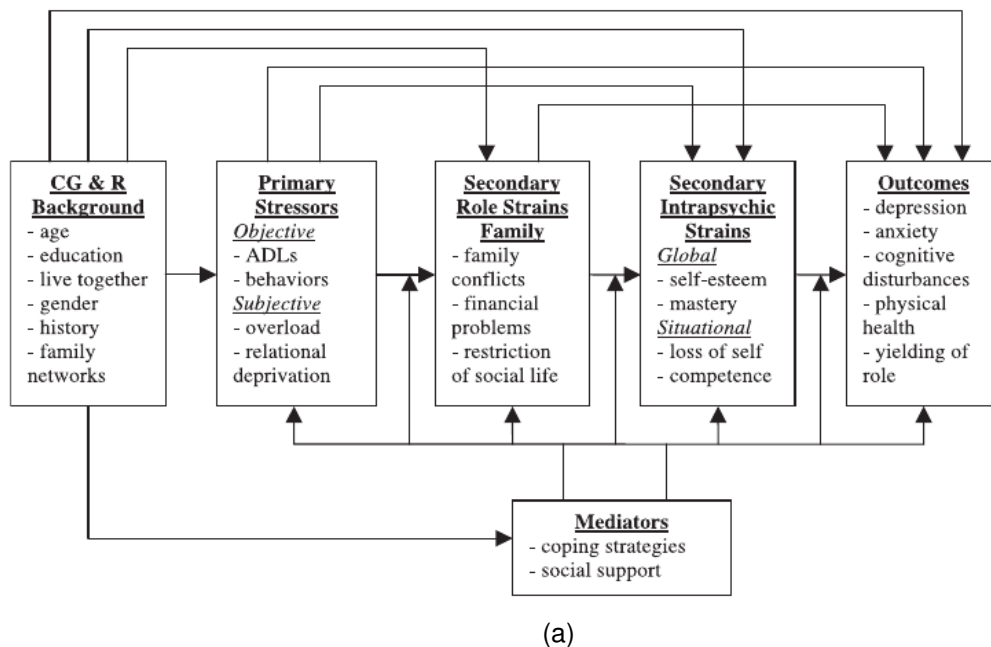 CG & R
Background
- age
- education
- live together
- gender
- history
- family
networks
Primary
Stressors
Objective
- ADLs
- behaviors
Subjective
- overload
- relational
deprivation
Secondary
Role Strains
Family
- family
conflicts
- financial
problems
- restriction
of social life
Secondary
Intrapsychic
Strains
Global
- self-esteem
- mastery
Situational
- loss of self
- competence
Outcomes
- depression
- anxiety
- cognitive
disturbances
- physical
health
- yielding of
role
Mediators
- coping strategies
- social support
(a)